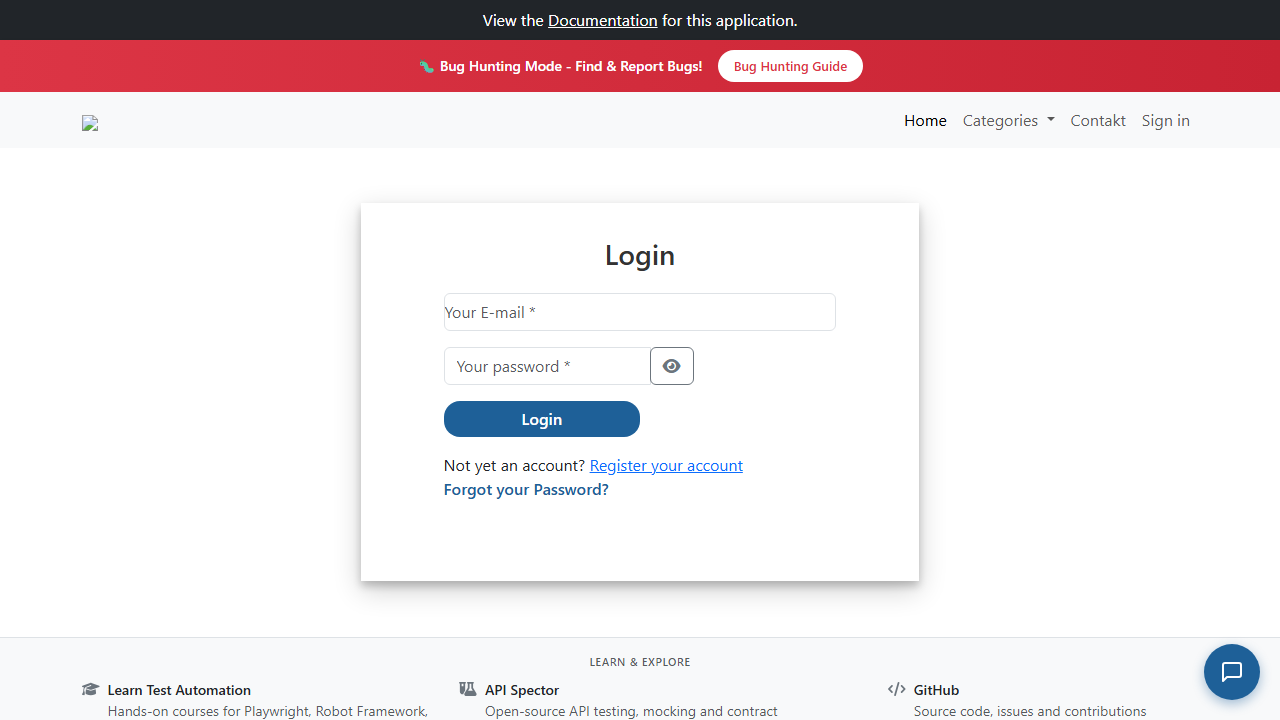 View the Documentation for this application.
Bug Hunting Mode - Find & Report Bugs!
Bug Hunting Guide
Home
Categories
Contakt
Sign in
Login
Your E-mail *
Your password *
Login
Not yet an account? Register your account
Forgot your Password?
LEARN & EXPLORE
Learn Test Automation
Hands-on courses for Playwright, Robot Framework,
API Spector
Open-source API testing, mocking and contract
GitHub
Source code, issues and contributions